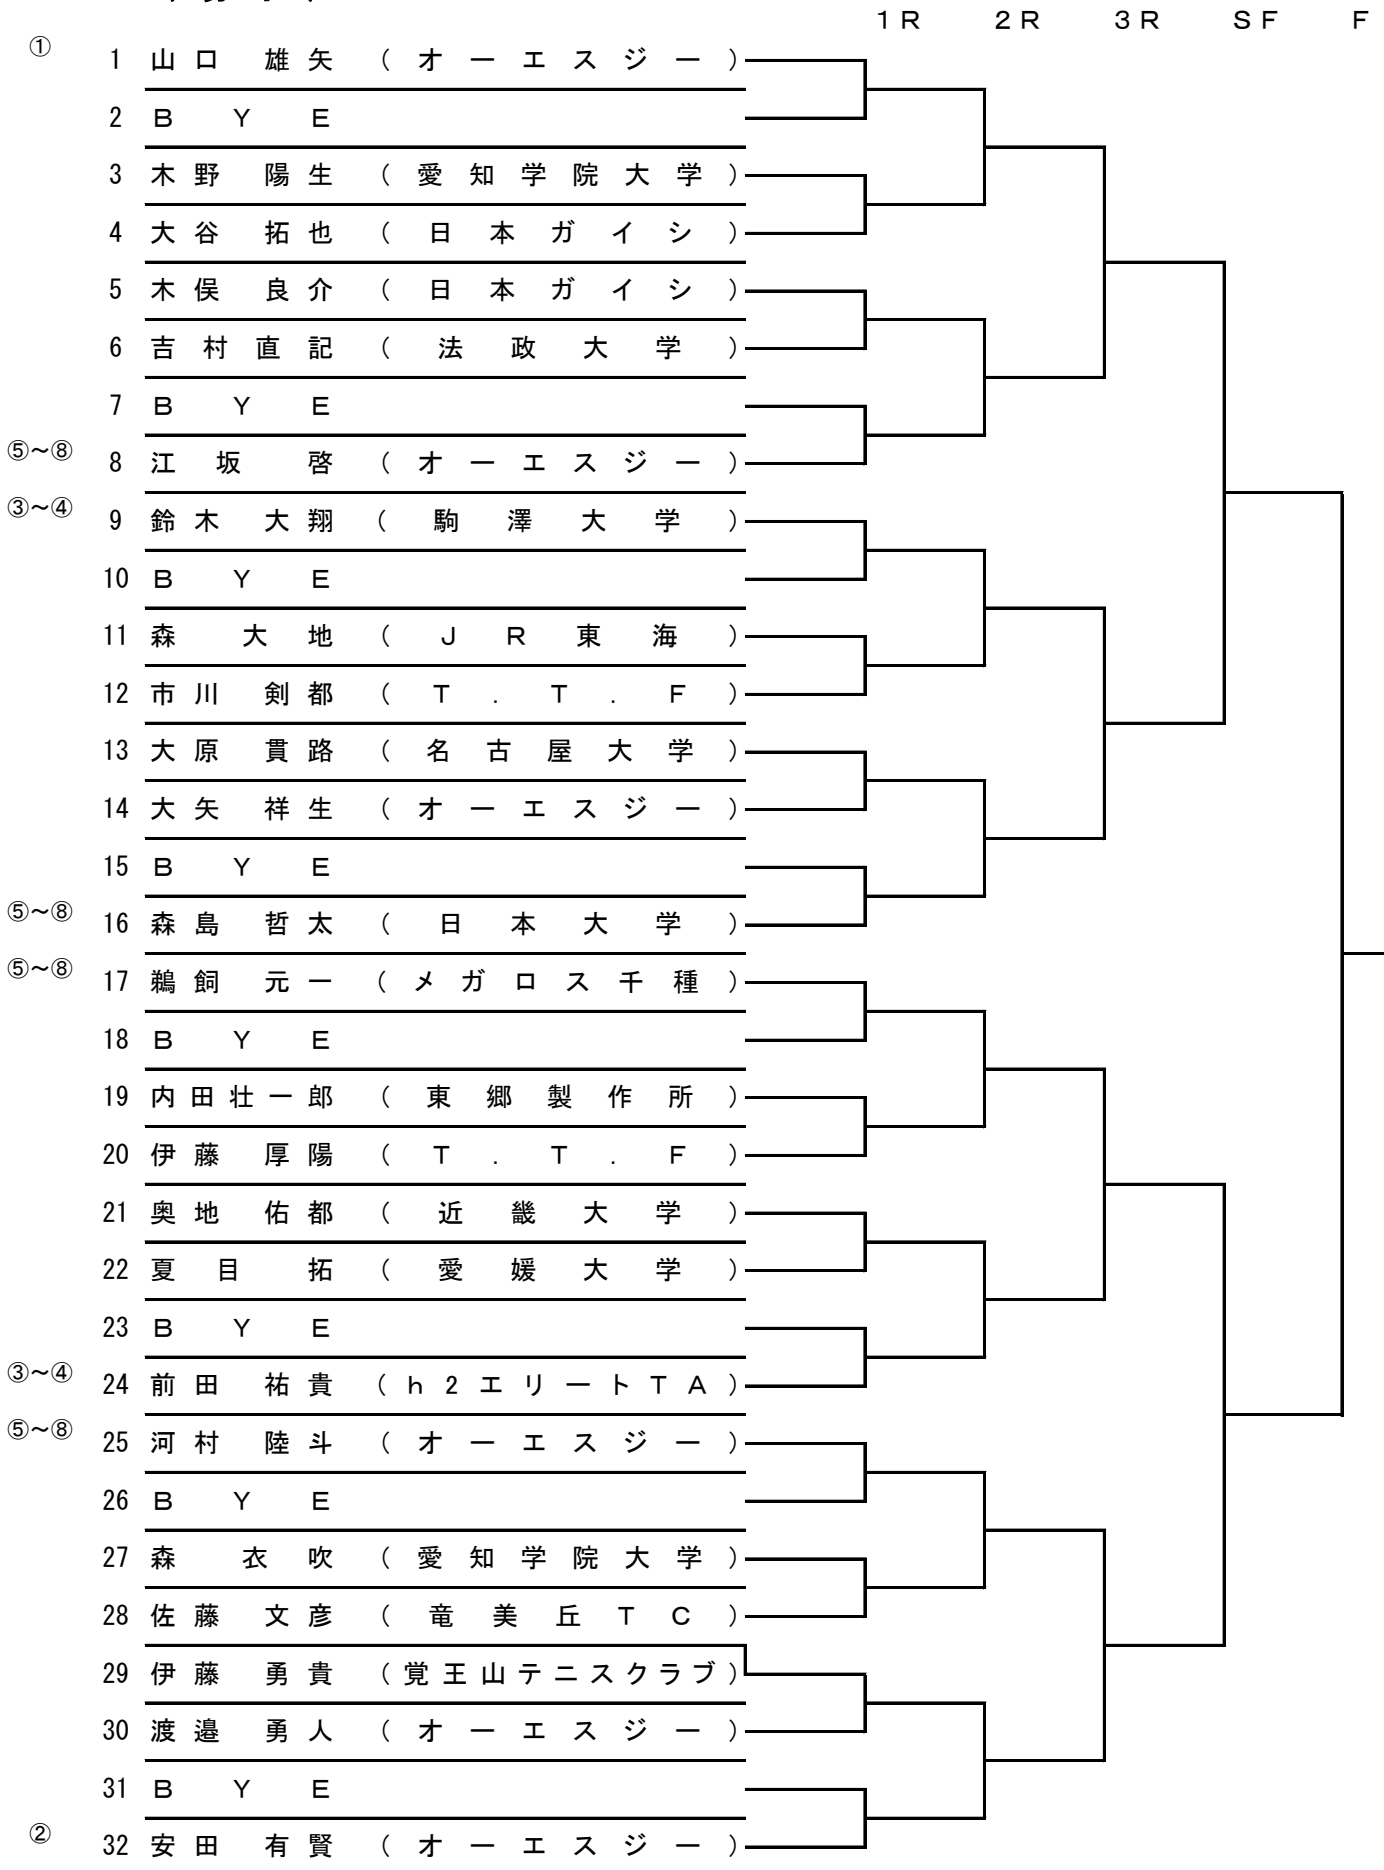 1R 2R 3R SF F
① 1 山口 雄矢 (オーエスジー)
2 BYE
3 木野 陽生 (愛知学院大学)
4 大谷 拓也 (日本ガイシ)
5 木俣 良介 (日本ガイシ)
6 吉村直記 (法政大学)
7 BYE
⑤～⑧ 8 江坂 啓 (オーエスジー)
③～④ 9 鈴木 大翔 (駒澤大学)
10 BYE
11 森 大地 (JR東海)
12 市川 剣都 (T.T.F)
13 大原 貫路 (名古屋大学)
14 大矢 祥生 (オーエスジー)
15 BYE
⑤～⑧ 16 森島 哲太 (日本大学)
⑤～⑧ 17 鵜飼 元一 (メガロス千種)
18 BYE
19 内田壮一郎 (東郷製作所)
20 伊藤 厚陽 (T.T.F)
21 奥地 佑都 (近畿大学)
22 夏目 拓 (愛媛大学)
23 BYE
③～④ 24 前田 祐貴 (h2エリートTA)
⑤～⑧ 25 河村 陸斗 (オーエスジー)
26 BYE
27 森 衣吹 (愛知学院大学)
28 佐藤 文彦 (竜美丘TC)
29 伊藤 勇貴 (覚王山テニスクラブ)
30 渡邉 勇人 (オーエスジー)
31 BYE
② 32 安田 有賢 (オーエスジー)